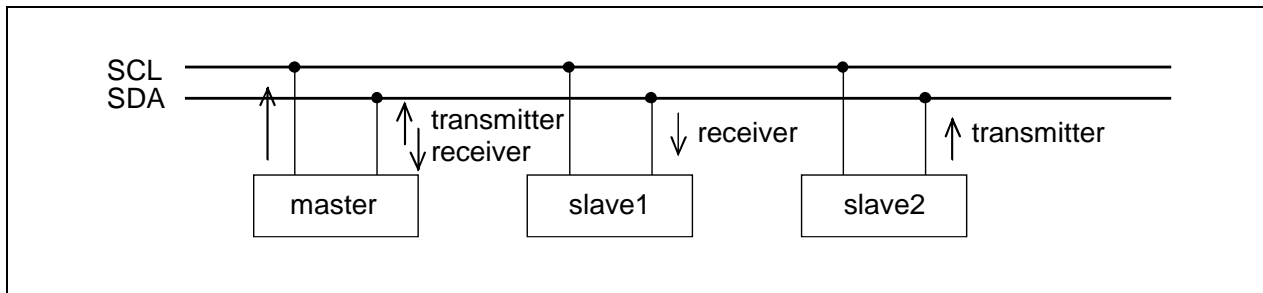 SCL
SDA
transmitter
receiver
receiver
transmitter
master
slave1
slave2